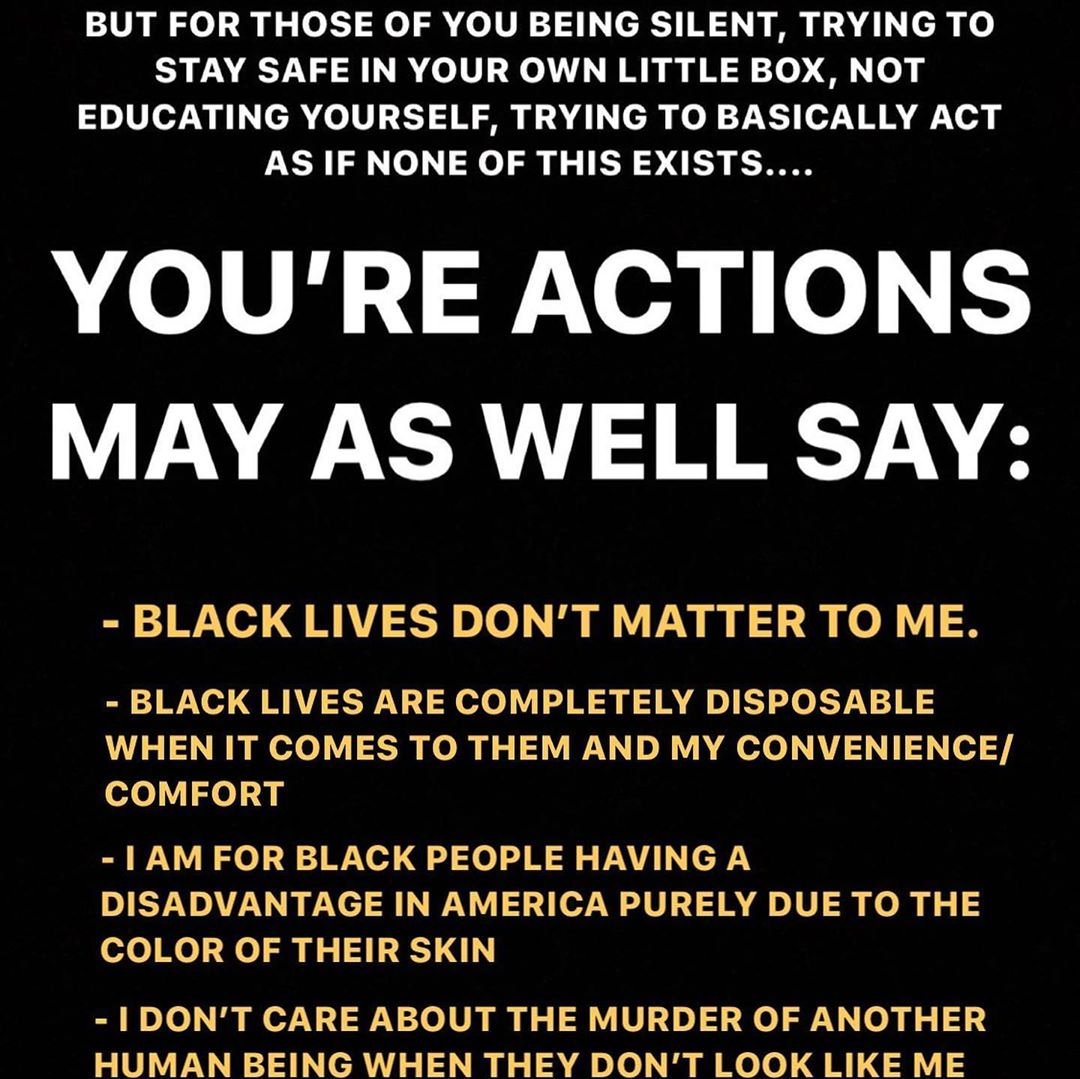 BUT FOR THOSE OF YOU BEING SILENT, TRYING TO
STAY SAFE IN YOUR OWN LITTLE BOX, NOT
EDUCATING YOURSELF, TRYING TO BASICALLY ACT
AS IF NONE OF THIS EXISTS....
YOU’RE ACTIONS
MAY AS WELL SAY:
- BLACK LIVES DON’T MATTER TO ME.
- BLACK LIVES ARE COMPLETELY DISPOSABLE
WHEN IT COMES TO THEM AND MY CONVENIENCE/
COMFORT
- I AM FOR BLACK PEOPLE HAVING A
DISADVANTAGE IN AMERICA PURELY DUE TO THE
COLOR OF THEIR SKIN
- I DON’T CARE ABOUT THE MURDER OF ANOTHER
HUMAN BEING WHEN THEY DON’T LOOK LIKE ME